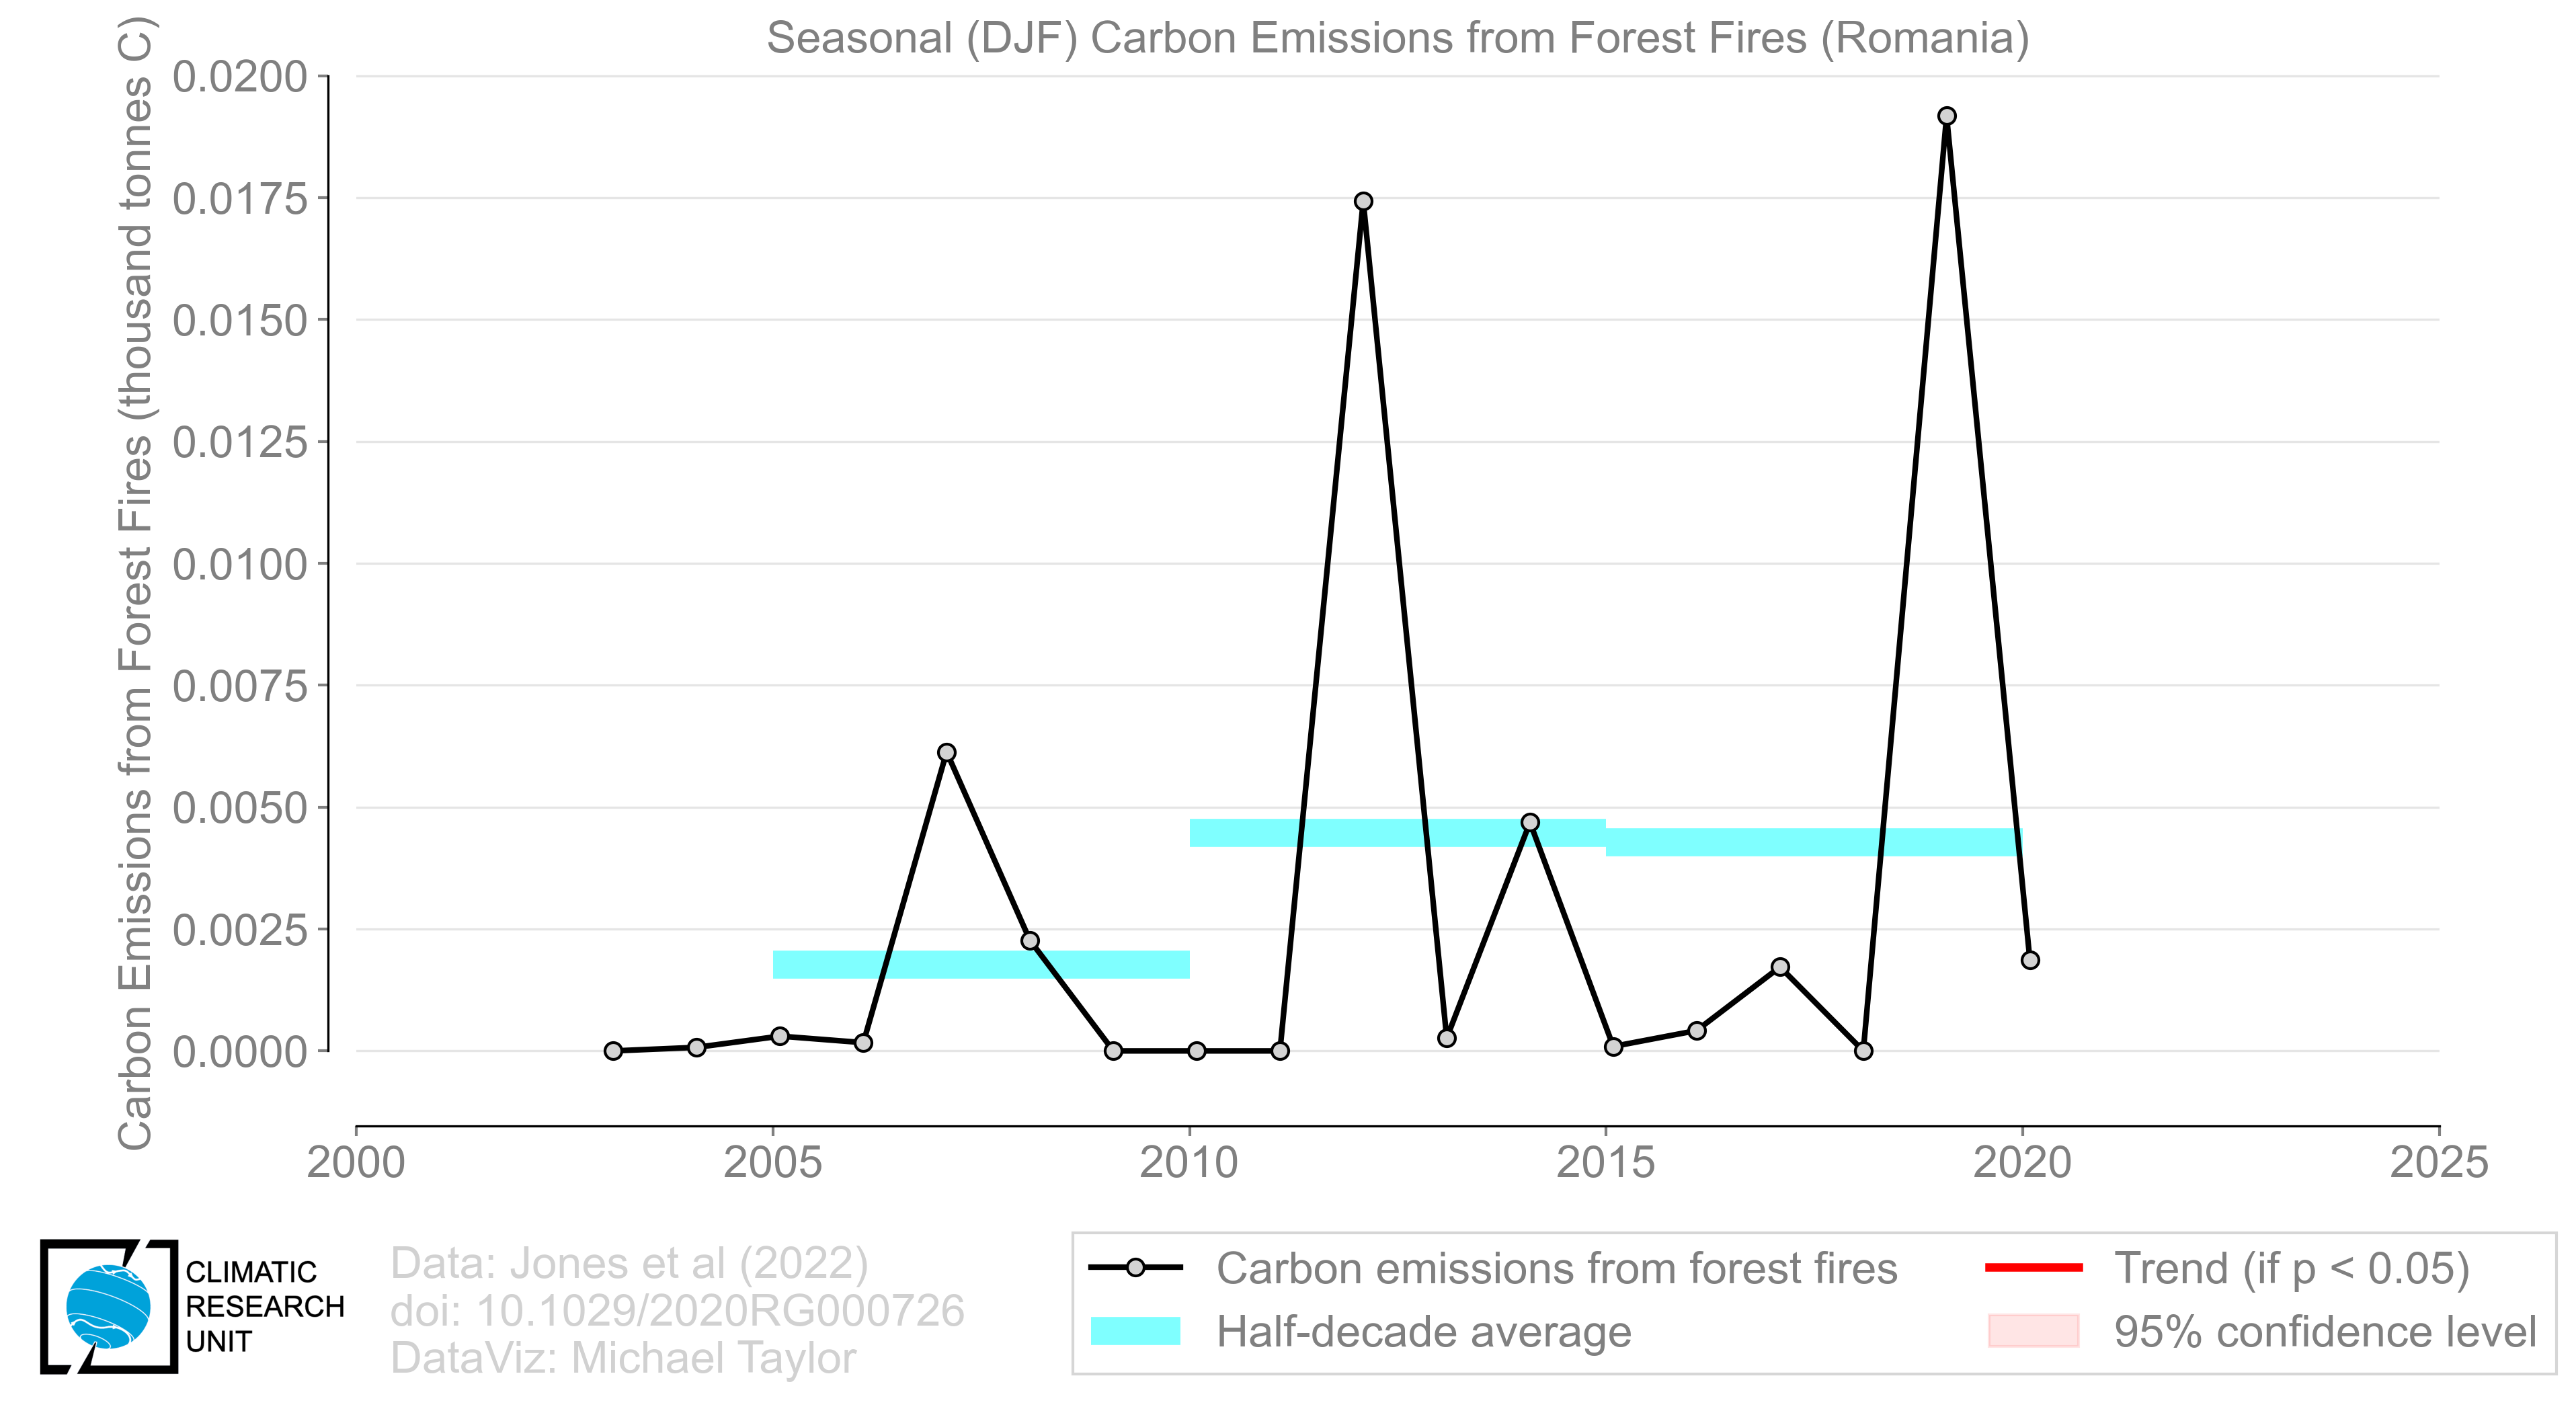 Seasonal (DJF) Carbon Emissions from Forest Fires (Romania)
Carbon Emissions from Forest Fires (thousand tonnes C)
0.0200
0.0175
0.0150
0.0125
0.0100
0.0075
0.0050
0.0025
0.0000
2000 2005 2010 2015 2020 2025
CLIMATIC
RESEARCH
UNIT
Data: Jones et al (2022)
doi: 10.1029/2020RG000726
DataViz: Michael Taylor
Carbon emissions from forest fires
Half-decade average
Trend (if p < 0.05)
95% confidence level